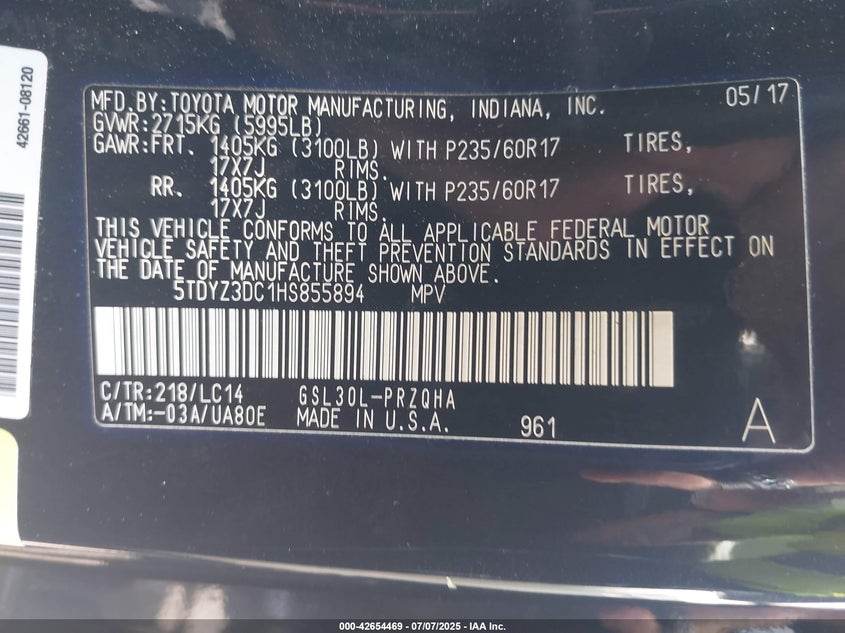 42661-08120
MFD.BY:TOYOTA MOTOR MANUFACTURING, INDIANA, INC. 05/17
GVWR:2715KG (5995LB)
GAWR:FRT. 1405KG (3100LB) WITH P235/60R17 TIRES,
17X7J RIMS.
RR. 1405KG (3100LB) WITH P235/60R17 TIRES,
17X7J RIMS.
THIS VEHICLE CONFORMS TO ALL APPLICABLE FEDERAL MOTOR
VEHICLE SAFETY AND THEFT PREVENTION STANDARDS IN EFFECT ON
THE DATE OF MANUFACTURE SHOWN ABOVE.
5TDYZ3DC1HS855894 MPV
C/TR:218/LC14 GSL30L-PRZQHA
A/TM:-03A/UA80E MADE IN U.S.A. 961 A
000-42654469 - 07/07/2025 - IAA Inc.